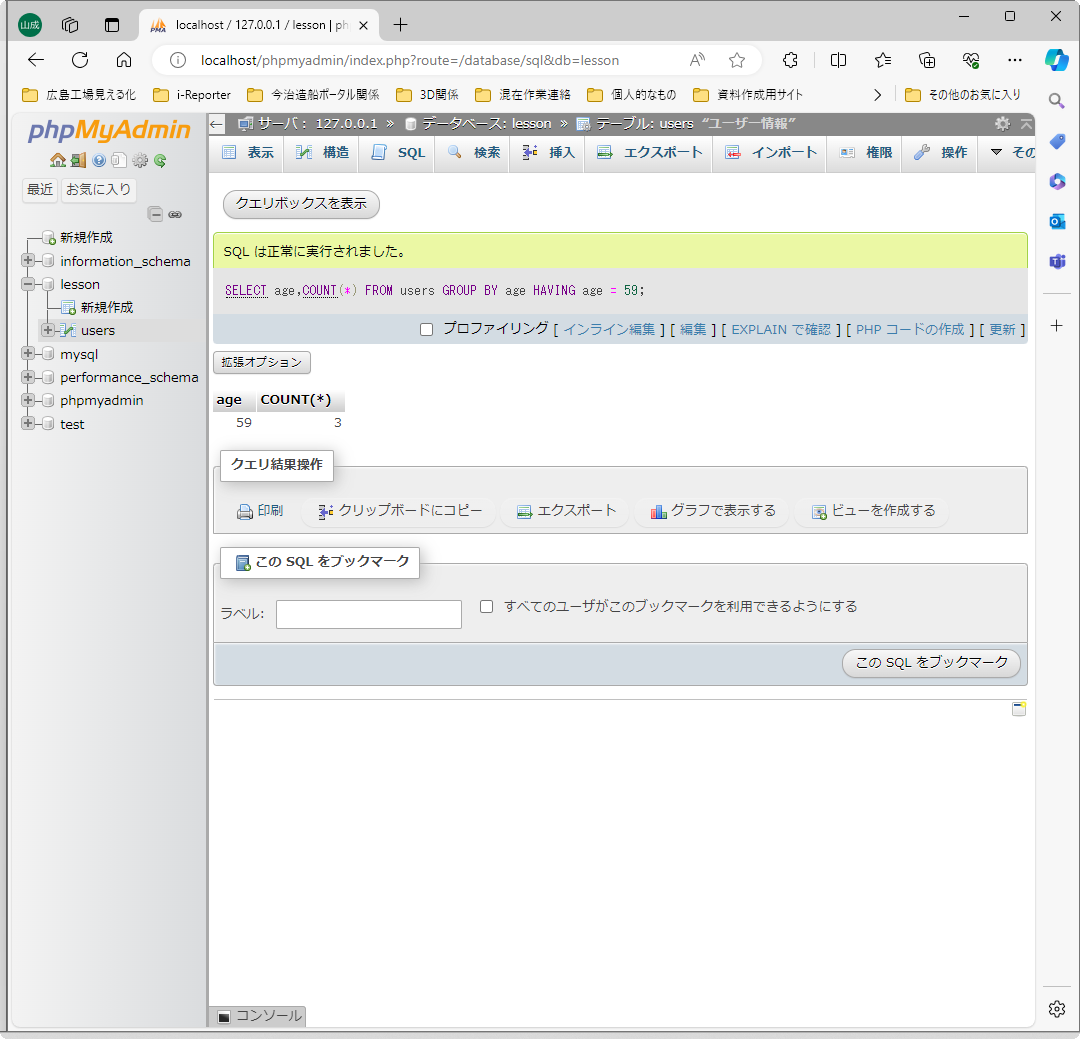 山成
localhost / 127.0.0.1 / lesson | ph
localhost/phpmyadmin/index.php?route=/database/sql&db=lesson
広島工場見える化 i-Reporter 今治造船ポータル関係 3D関係 混在作業連絡 個人的なもの 資料作成用サイト その他のお気に入り
phpMyAdmin
最近 お気に入り
新規作成
information_schema
lesson
新規作成
users
mysql
performance_schema
phpmyadmin
test
サーバ: 127.0.0.1 » データベース: lesson » テーブル: users “ユーザー情報”
表示 構造 SQL 検索 挿入 エクスポート インポート 権限 操作 その
クエリボックスを表示
SQL は正常に実行されました。
SELECT age,COUNT(*) FROM users GROUP BY age HAVING age = 59;
プロファイリング [ インライン編集 ] [ 編集 ] [ EXPLAIN で確認 ] [ PHP コードの作成 ] [ 更新 ]
拡張オプション
age COUNT(*)
59 3
クエリ結果操作
印刷 クリップボードにコピー エクスポート グラフで表示する ビューを作成する
この SQL をブックマーク
ラベル: すべてのユーザがこのブックマークを利用できるようにする
この SQL をブックマーク
コンソール